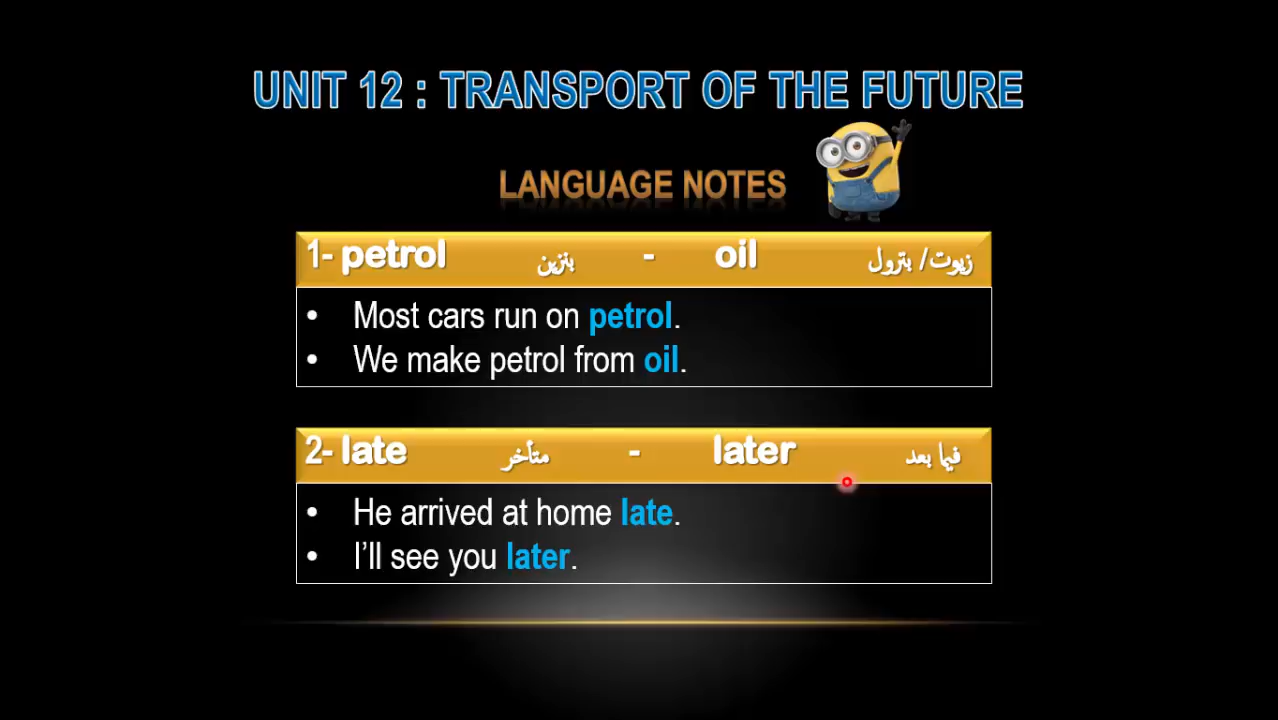 UNIT 12 : TRANSPORT OF THE FUTURE
LANGUAGE NOTES
1- petrol بنزين - oil زيوت/ بترول
• Most cars run on petrol.
• We make petrol from oil.
2- late متأخر - later فيما بعد
• He arrived at home late.
• I'll see you later.